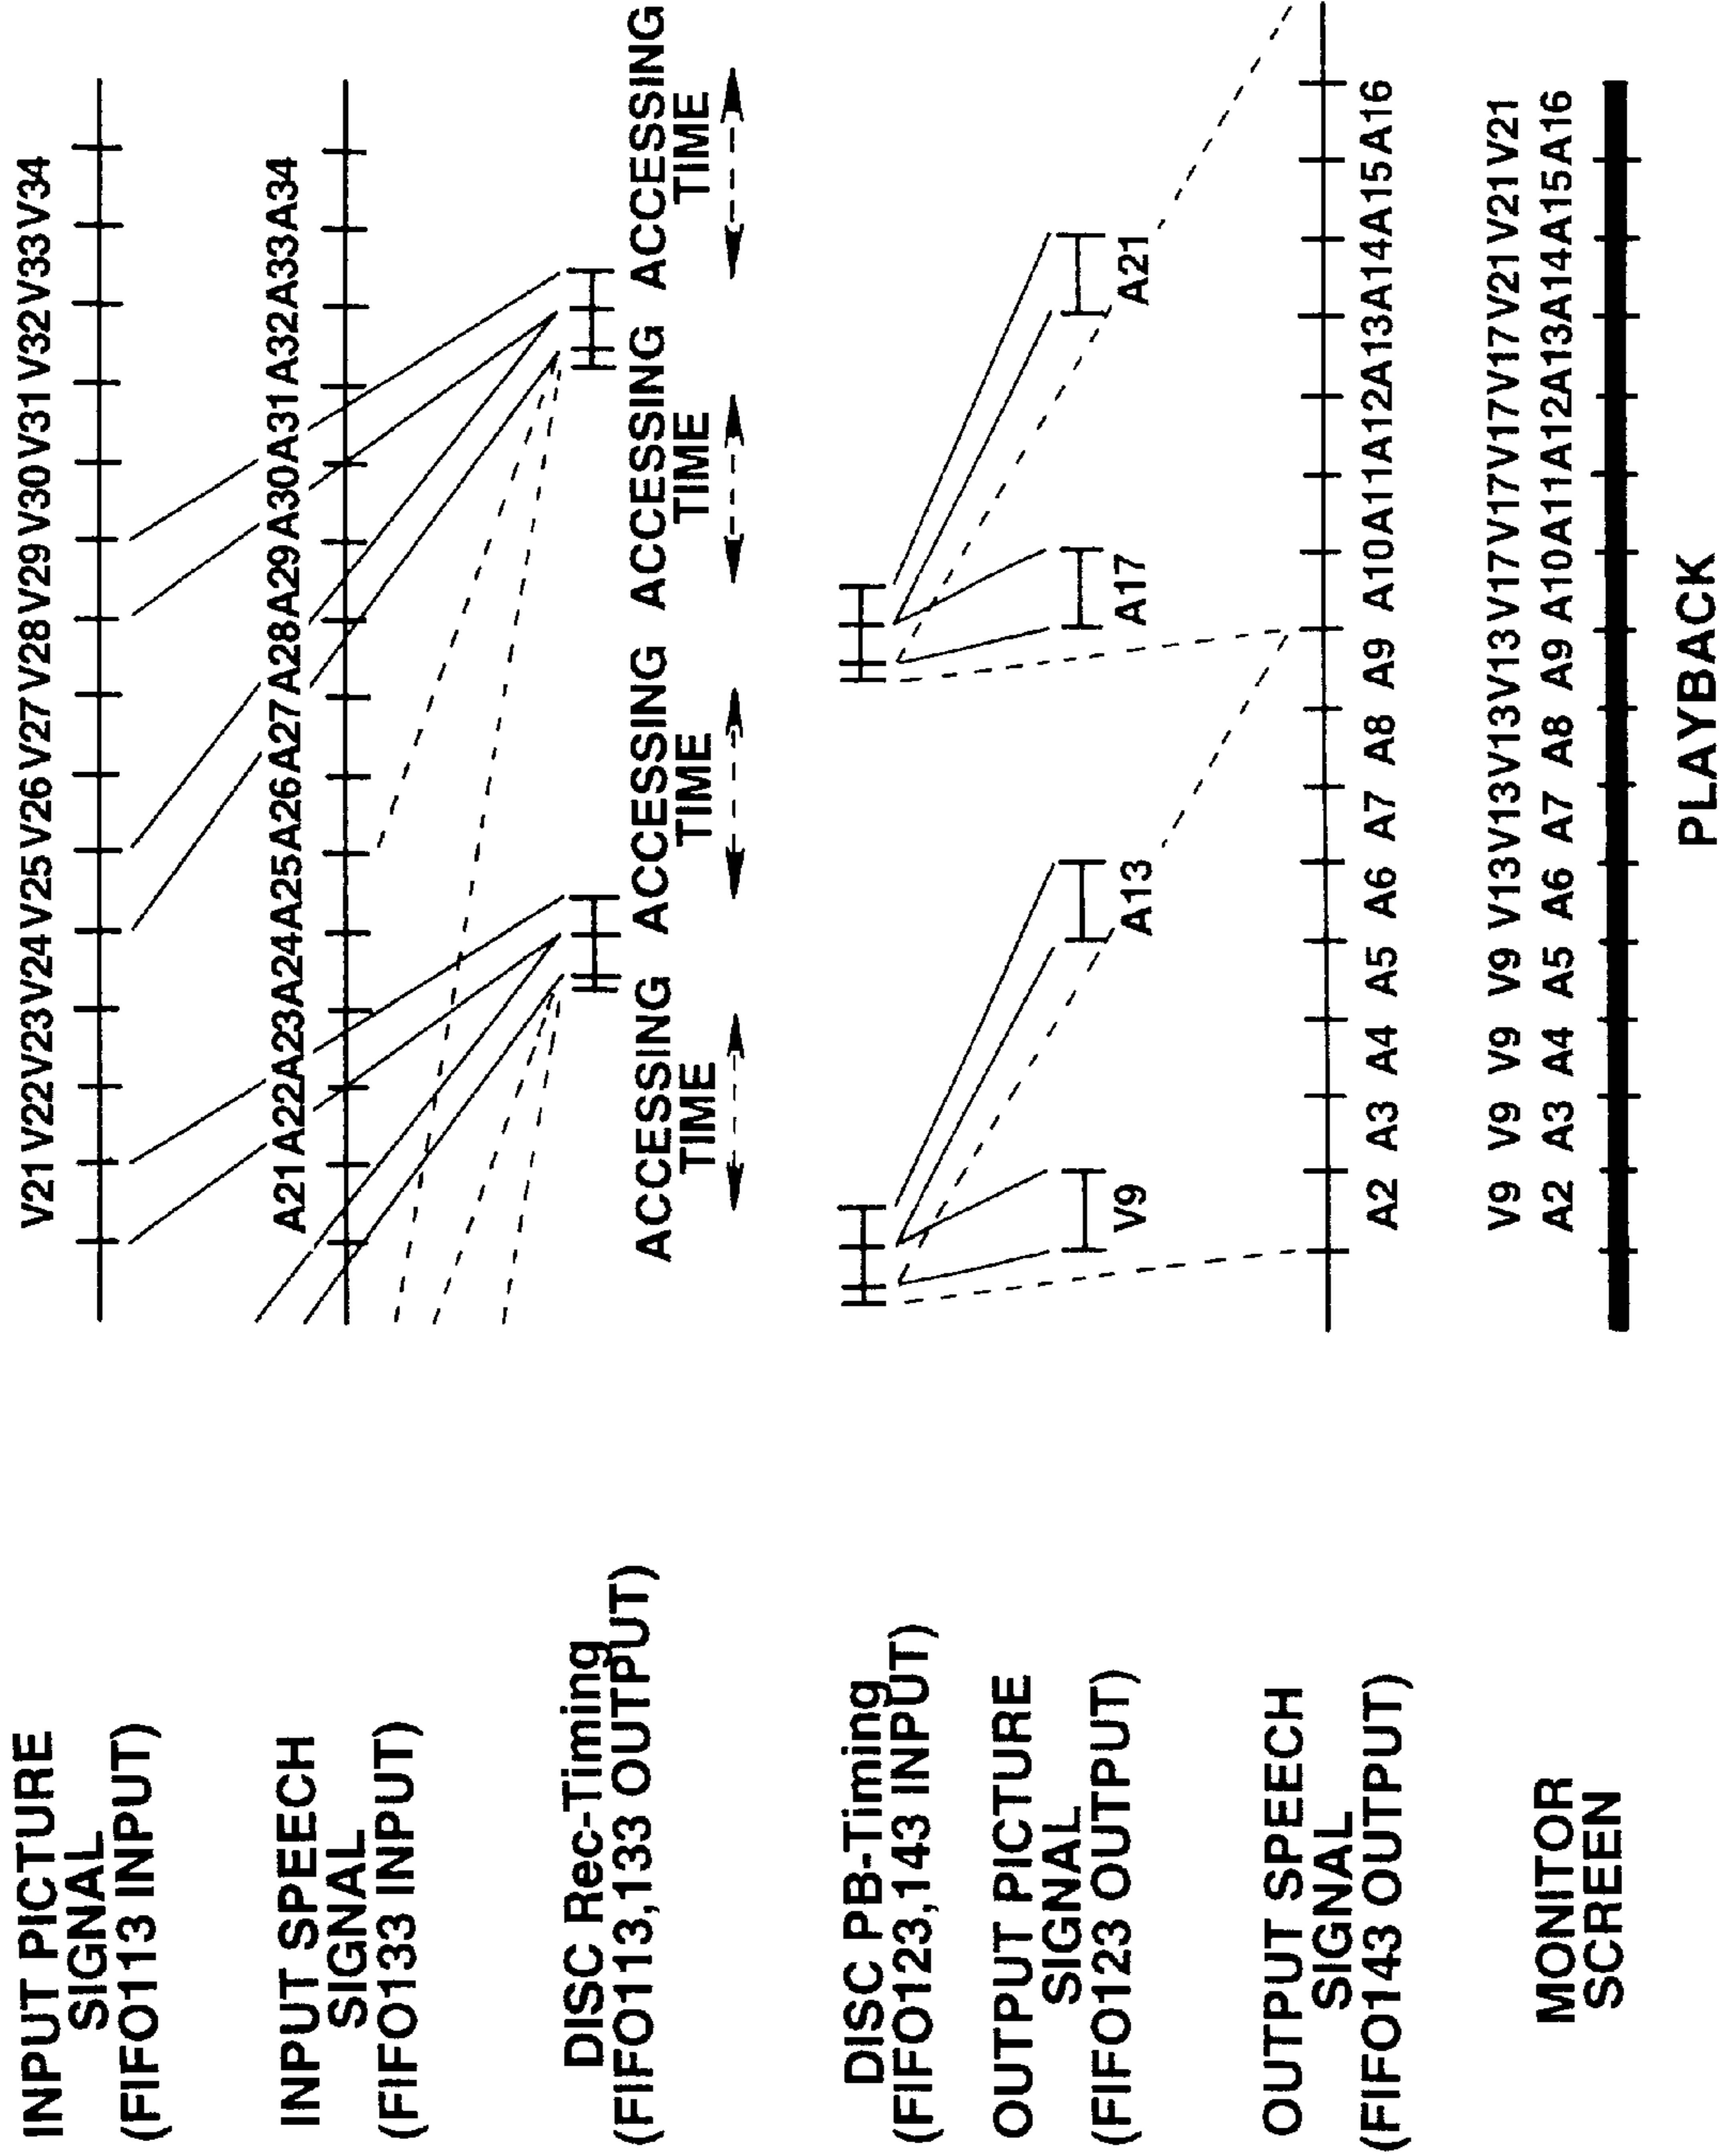 INPUT PICTURE
SIGNAL
(FIFO113 INPUT)
V21 V22 V23 V24 V25 V26 V27 V28 V29 V30 V31 V32 V33 V34
INPUT SPEECH
SIGNAL
(FIFO133 INPUT)
A21 A22 A23 A24 A25 A26 A27 A28 A29 A30 A31 A32 A33 A34
DISC Rec-Timing
(FIFO113,133 OUTPUT)
ACCESSING ACCESSING ACCESSING ACCESSING
TIME TIME TIME TIME
DISC PB-Timing
(FIFO123,143 INPUT)
OUTPUT PICTURE
SIGNAL
(FIFO123 OUTPUT)
V9 A13 A17 A21
OUTPUT SPEECH
SIGNAL
(FIFO143 OUTPUT)
A2 A3 A4 A5 A6 A7 A8 A9 A10 A11 A12 A13 A14 A15 A16
MONITOR
SCREEN
V9 V9 V9 V9 V13 V13 V13 V13 V17 V17 V17 V17 V21 V21 V21
A2 A3 A4 A5 A6 A7 A8 A9 A10 A11 A12 A13 A14 A15 A16
PLAYBACK